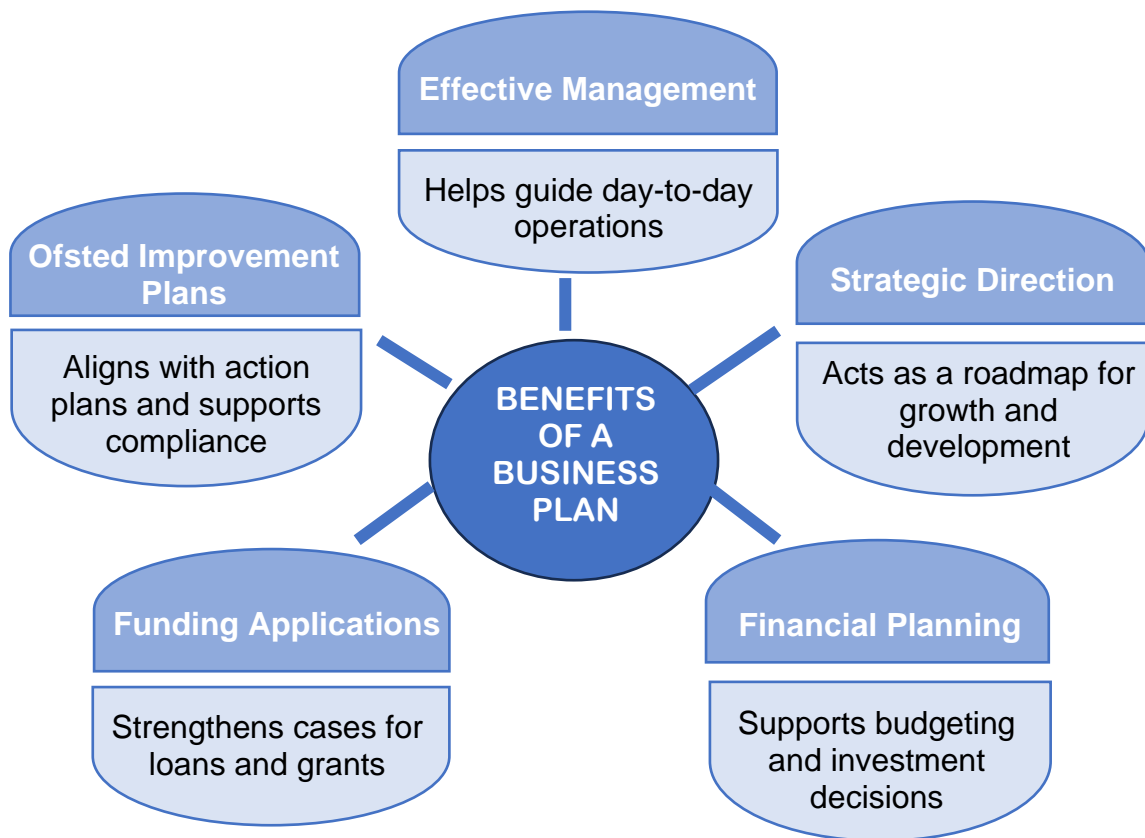 Effective Management
Helps guide day-to-day
operations
Ofsted Improvement
Plans
Aligns with action
plans and supports
compliance
Strategic Direction
Acts as a roadmap for
growth and
development
BENEFITS
OF A
BUSINESS
PLAN
Funding Applications
Strengthens cases for
loans and grants
Financial Planning
Supports budgeting
and investment
decisions